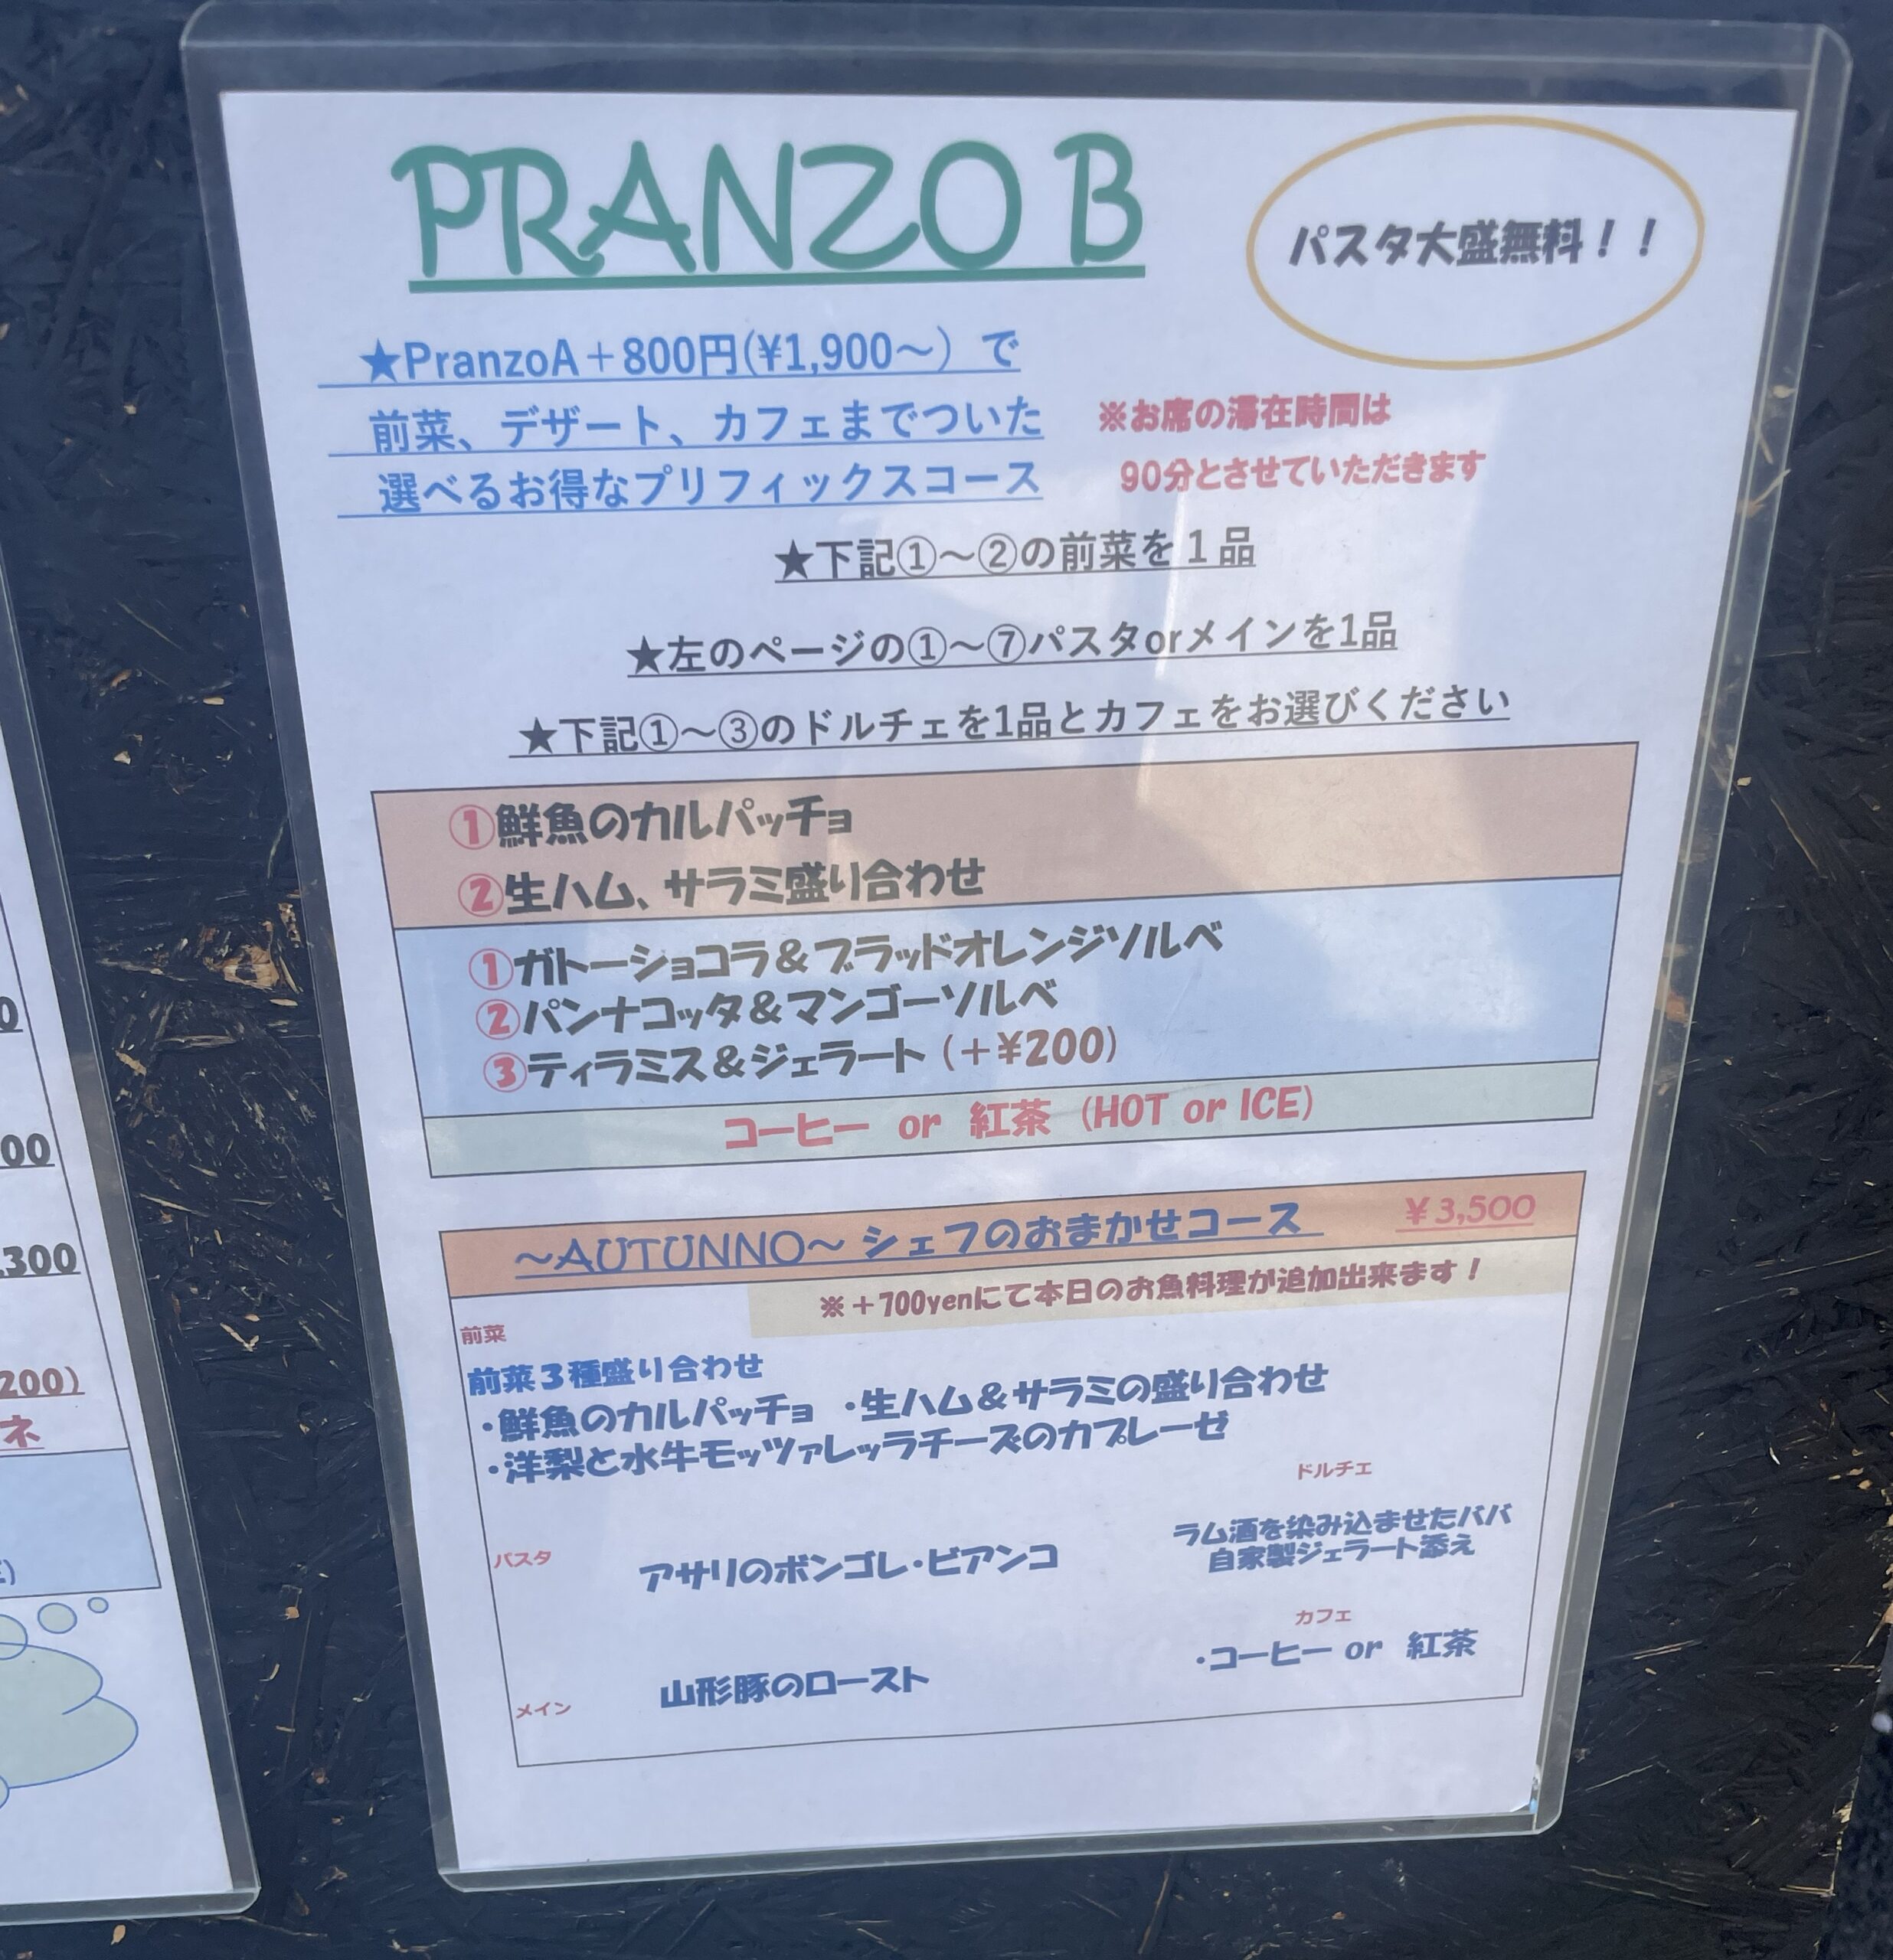 PRANZO B
パスタ大盛無料！！
★PranzoA＋800円(¥1,900～）で
前菜、デザート、カフェまでついた
選べるお得なプリフィックスコース
※お席の滞在時間は
90分とさせていただきます
★下記①～②の前菜を１品
★左のページの①～⑦パスタorメインを1品
★下記①～③のドルチェを1品とカフェをお選びください
①鮮魚のカルパッチョ
②生ハム、サラミ盛り合わせ
①ガトーショコラ＆ブラッドオレンジソルベ
②パンナコッタ＆マンゴーソルベ
③ティラミス＆ジェラート（＋¥200）
コーヒー or 紅茶（HOT or ICE）
～AUTUNNO～ シェフのおまかせコース ￥3,500
※＋700yenにて本日のお魚料理が追加出来ます！
前菜
前菜３種盛り合わせ
・鮮魚のカルパッチョ ・生ハム＆サラミの盛り合わせ
・洋梨と水牛モッツァレッラチーズのカプレーゼ
パスタ
アサリのボンゴレ・ビアンコ
メイン
山形豚のロースト
ドルチェ
ラム酒を染み込ませたババ
自家製ジェラート添え
カフェ
・コーヒー or 紅茶
0
00
,300
200）
ネ